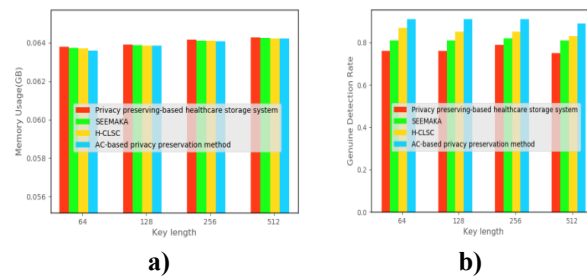 Memory Usage(GB)
0.064
0.062
0.060
0.058
0.056
Privacy preserving-based healthcare storage system
SEEMAKA
H-CLSC
AC-based privacy preservation method
64
128
256
512
Key length
a)
Genuine Detection Rate
0.8
0.6
0.4
0.2
0.0
Privacy preserving-based healthcare storage system
SEEMAKA
H-CLSC
AC-based privacy preservation method
64
128
256
512
Key length
b)